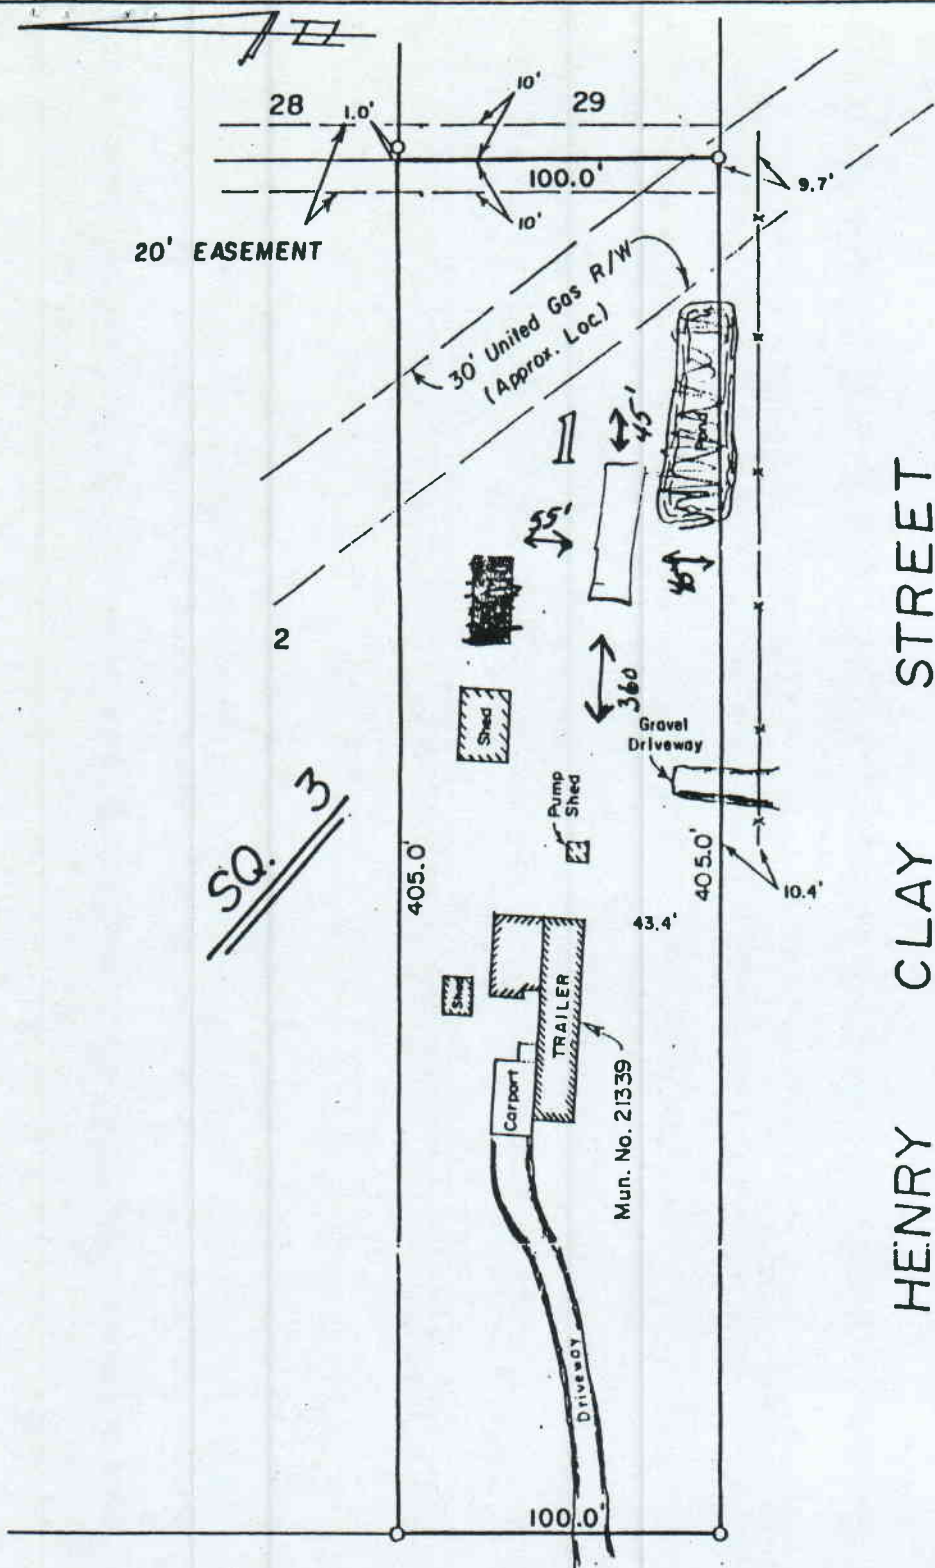 28
1.0'
10'
29
100.0'
9.7'
10'
20' EASEMENT
30' United Gas R/W
(Approx. Loc.)
45'
Pond
55'
45'
2
360
Shed
Gravel
Driveway
Pump
Shed
SQ. 3
405.0'
405.0'
10.4'
43.4'
Shed
TRAILER
Carport
Mun. No. 21339
Driveway
100.0'
HENRY CLAY STREET